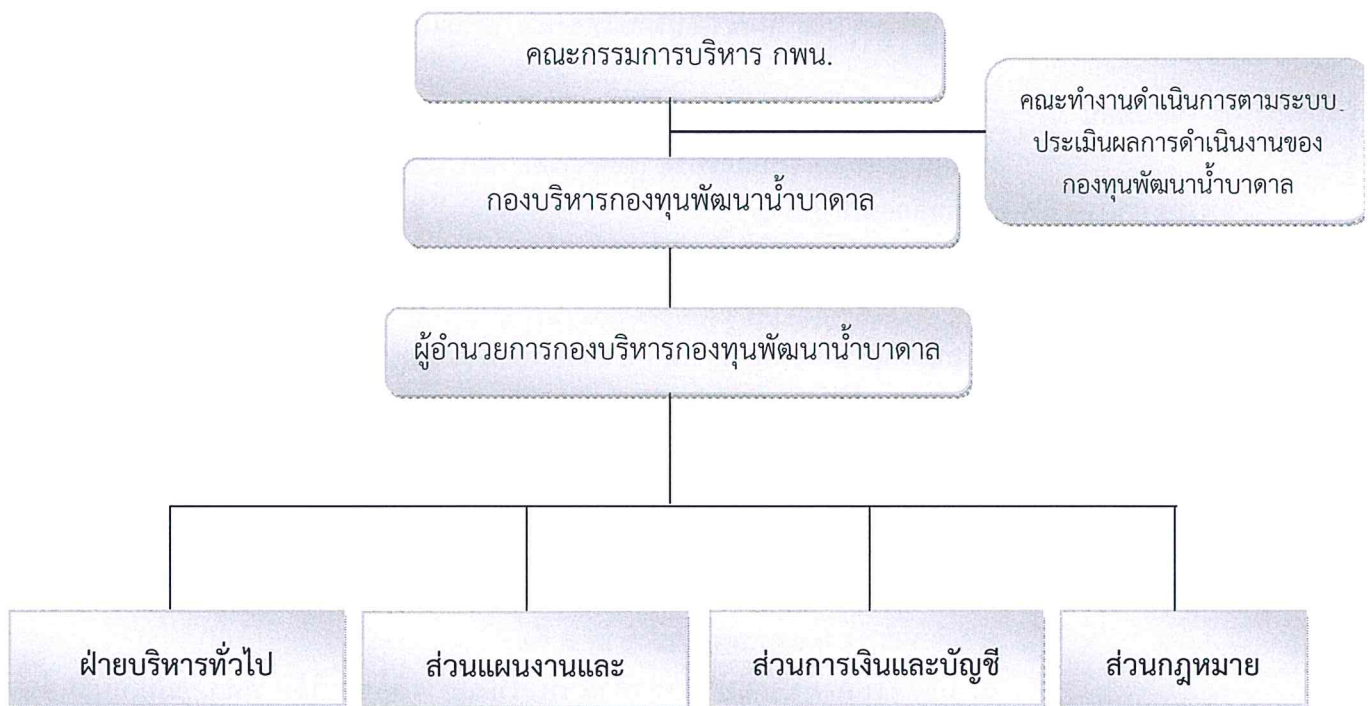 คณะกรรมการบริหาร กพน.
คณะทำงานดำเนินการตามระบบ
ประเมินผลการดำเนินงานของ
กองทุนพัฒนาน้ำบาดาล
กองบริหารกองทุนพัฒนาน้ำบาดาล
ผู้อำนวยการกองบริหารกองทุนพัฒนาน้ำบาดาล
ฝ่ายบริหารทั่วไป
ส่วนแผนงานและ
ส่วนการเงินและบัญชี
ส่วนกฎหมาย